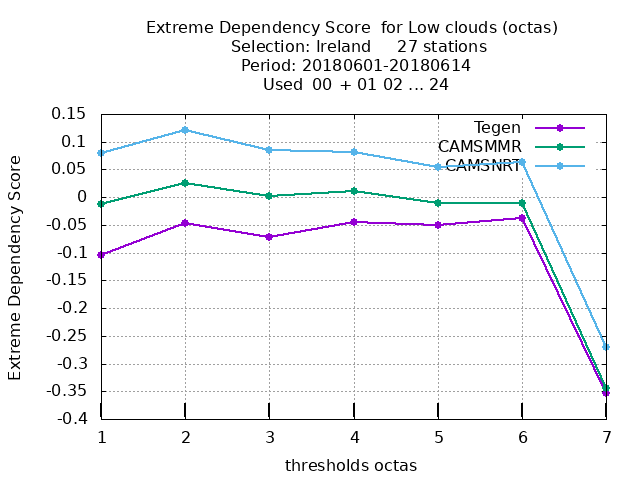 Extreme Dependency Score  for Low clouds (octas)
Selection: Ireland     27 stations
Period: 20180601-20180614
Used  00 + 01 02 ... 24
Extreme Dependency Score
0.15
0.1
0.05
0
-0.05
-0.1
-0.15
-0.2
-0.25
-0.3
-0.35
-0.4
Tegen
CAMSMMR
CAMSNRT
1 2 3 4 5 6 7
thresholds octas